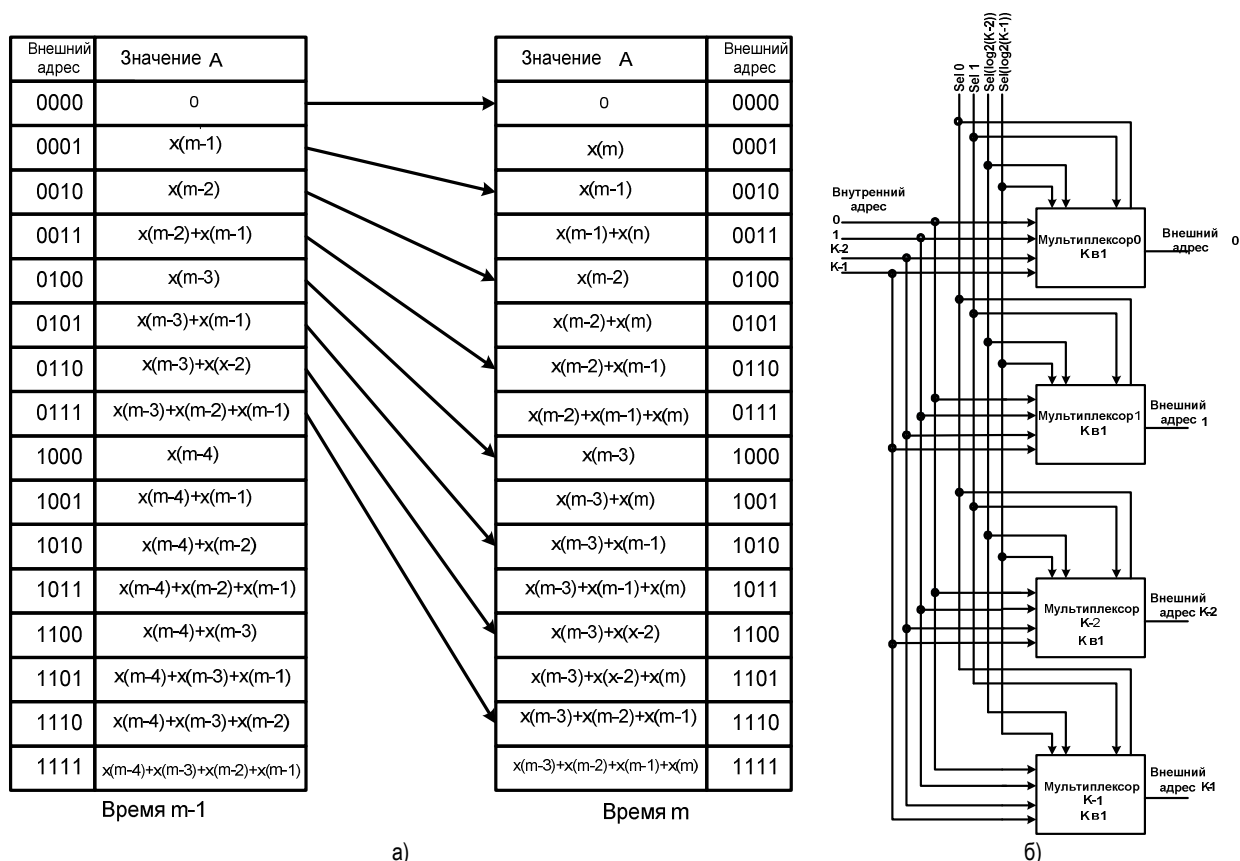 Внешний адрес Значение A
0000 0
0001 x(m-1)
0010 x(m-2)
0011 x(m-2)+x(m-1)
0100 x(m-3)
0101 x(m-3)+x(m-1)
0110 x(m-3)+x(x-2)
0111 x(m-3)+x(m-2)+x(m-1)
1000 x(m-4)
1001 x(m-4)+x(m-1)
1010 x(m-4)+x(m-2)
1011 x(m-4)+x(m-2)+x(m-1)
1100 x(m-4)+x(m-3)
1101 x(m-4)+x(m-3)+x(m-1)
1110 x(m-4)+x(m-3)+x(m-2)
1111 x(m-4)+x(m-3)+x(m-2)+x(m-1)
Время m-1
Значение A Внешний адрес
0 0000
x(m) 0001
x(m-1) 0010
x(m-1)+x(n) 0011
x(m-2) 0100
x(m-2)+x(m) 0101
x(m-2)+x(m-1) 0110
x(m-2)+x(m-1)+x(m) 0111
x(m-3) 1000
x(m-3)+x(m) 1001
x(m-3)+x(m-1) 1010
x(m-3)+x(m-1)+x(m) 1011
x(m-3)+x(x-2) 1100
x(m-3)+x(x-2)+x(m) 1101
x(m-3)+x(m-2)+x(m-1) 1110
x(m-3)+x(m-2)+x(m-1)+x(m) 1111
Время m
а)
Sel 0
Sel 1
Sel(log2(K-2))
Sel(log2(K-1))
Внутренний
адрес
0
1
K-2
K-1
Мультиплексор0
K в1
Внешний
адрес 0
Мультиплексор1
K в1
Внешний
адрес 1
Мультиплексор
K-2
K в1
Внешний
адрес K-2
Мультиплексор
K-1
K в1
Внешний
адрес K-1
б)